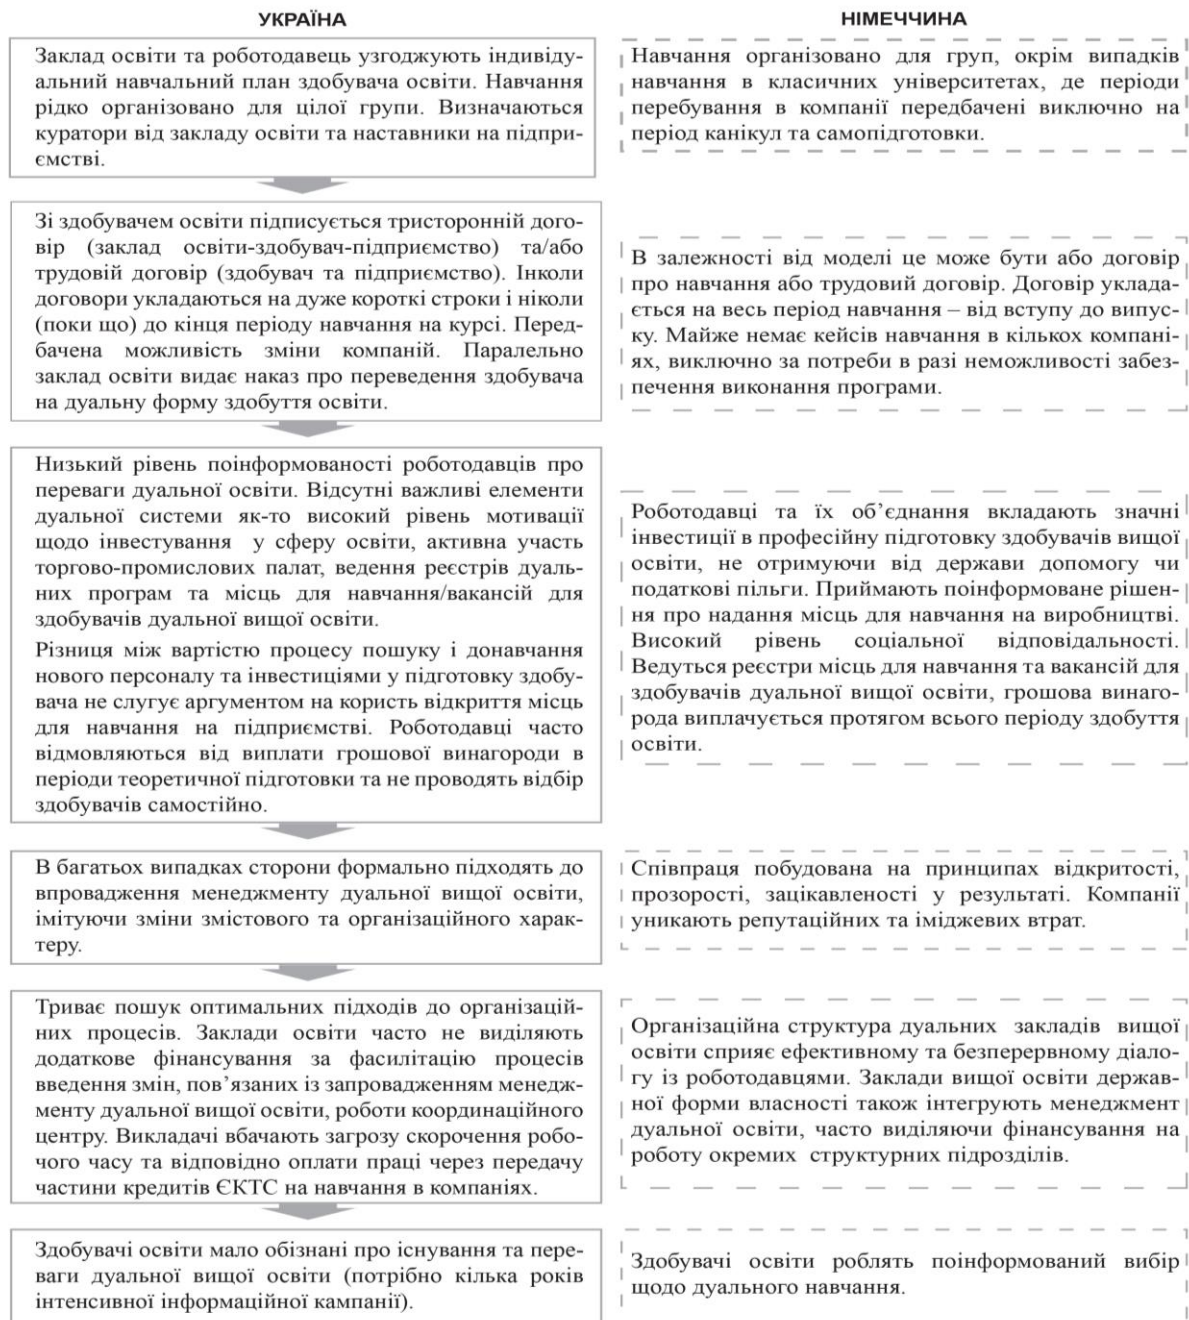 УКРАЇНА
Заклад освіти та роботодавець узгоджують індивіду-
альний навчальний план здобувача освіти. Навчання
рідко організовано для цілої групи. Визначаються
куратори від закладу освіти та наставники на підпри-
ємстві.
Зі здобувачем освіти підписується тристоронній дого-
вір (заклад освіти-здобувач-підприємство) та/або
трудовій договір (здобувач та підприємство). Інколи
договори укладаються на дуже короткі строки і ніколи
(поки що) до кінця періоду навчання на курсі. Перед-
бачена можливість зміни компаній. Паралельно
заклад освіти видає наказ про переведення здобувача
на дуальну форму здобуття освіти.
Низький рівень поінформованості роботодавців про
переваги дуальної освіти. Відсутні важливі елементи
дуальної системи як-то високий рівень мотивації
щодо інвестування у сферу освіти, активна участь
торгово-промислових палат, ведення реєстрів дуаль-
них програм та місць для навчання/вакансій для
здобувачів дуальної вищої освіти.
Різниця між вартістю процесу пошуку і донавчання
нового персоналу та інвестиціями у підготовку здобу-
вача не слугує аргументом на користь відкриття місць
для навчання на підприємстві. Роботодавці часто
відмовляються від виплати грошової винагороди в
періоди теоретичної підготовки та не проводять відбір
здобувачів самостійно.
В багатьох випадках сторони формально підходять до
впровадження менеджменту дуальної вищої освіти,
імітуючи зміни змістового та організаційного харак-
теру.
Триває пошук оптимальних підходів до організацій-
них процесів. Заклади освіти часто не виділяють
додаткове фінансування за фасилітацію процесів
введення змін, пов’язаних із запровадженням менедж-
менту дуальної вищої освіти, роботи координаційного
центру. Викладачі вбачають загрозу скорочення робо-
чого часу та відповідно оплати праці через передачу
частини кредитів ЄКТС на навчання в компаніях.
Здобувачі освіти мало обізнані про існування та пере-
ваги дуальної вищої освіти (потрібно кілька років
інтенсивної інформаційної кампанії).
НІМЕЧЧИНА
Навчання організовано для груп, окрім випадків
навчання в класичних університетах, де періоди
перебування в компанії передбачені виключно на
період канікул та самопідготовки.
В залежності від моделі це може бути або договір
про навчання або трудовий договір. Договір уклада-
ється на весь період навчання – від вступу до випус-
ку. Майже немає кейсів навчання в кількох компані-
ях, виключно за потреби в разі неможливості забез-
печення виконання програми.
Роботодавці та їх об’єднання вкладають значні
інвестиції в професійну підготовку здобувачів вищої
освіти, не отримуючи від держави допомогу чи
податкові пільги. Приймають поінформоване рішен-
ня про надання місць для навчання на виробництві.
Високий рівень соціальної відповідальності.
Ведуться реєстри місць для навчання та вакансій для
здобувачів дуальної вищої освіти, грошова винаго-
рода виплачується протягом всього періоду здобуття
освіти.
Співпраця побудована на принципах відкритості,
прозорості, зацікавленості у результаті. Компанії
уникають репутаційних та іміджевих втрат.
Організаційна структура дуальних закладів вищої
освіти сприяє ефективному та безперервному діало-
гу із роботодавцями. Заклади вищої освіти держав-
ної форми власності також інтегрують менеджмент
дуальної освіти, часто виділяючи фінансування на
роботу окремих структурних підрозділів.
Здобувачі освіти роблять поінформований вибір
щодо дуального навчання.